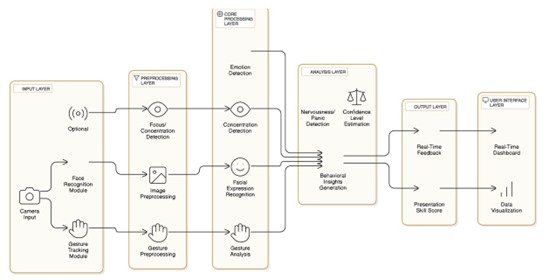 INPUT LAYER
Optional
Face
Recognition
Module
Camera
Input
Gesture
Tracking
Module
PREPROCESSING
LAYER
Focus/
Concentration
Detection
Image
Preprocessing
Gesture
Preprocessing
CORE
PROCESSING
LAYER
Emotion
Detection
Concentration
Detection
Facial
Expression
Recognition
Gesture
Analysis
ANALYSIS LAYER
Nervousness/
Panic
Detection
Confidence
Level
Estimation
Behavioral
Insights
Generation
OUTPUT LAYER
Real-Time
Feedback
Presentation
Skill Score
USER INTERFACE
LAYER
Real-Time
Dashboard
Data
Visualization